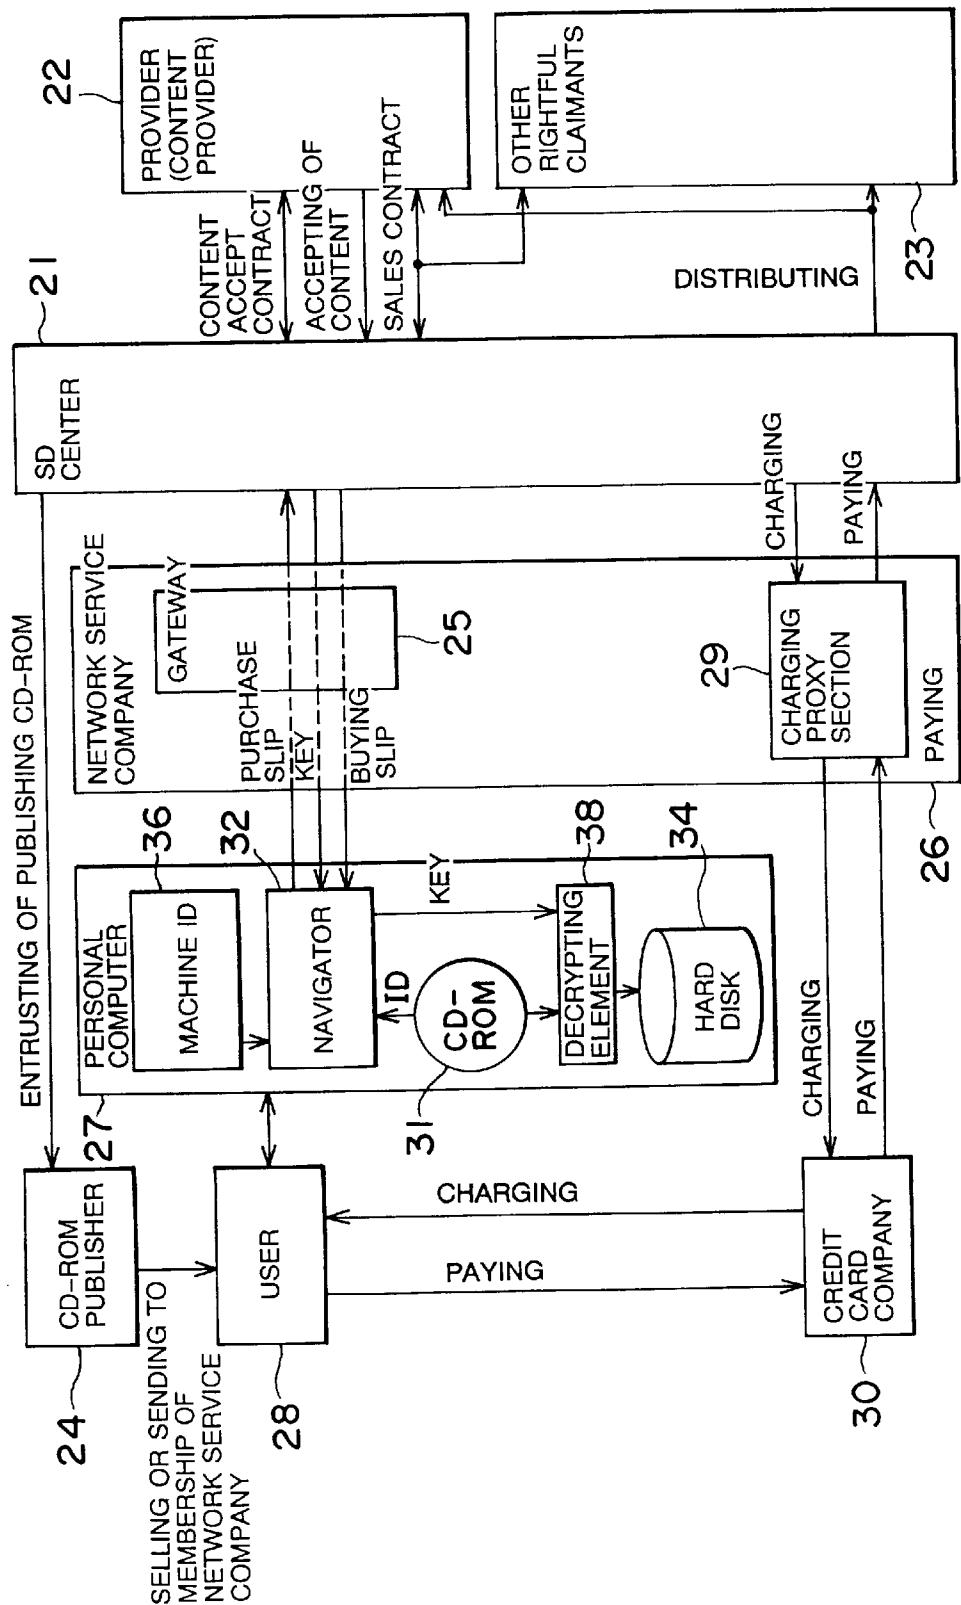 ENTRUSTING OF PUBLISHING CD-ROM
24
CD-ROM
PUBLISHER
SELLING OR SENDING TO
MEMBERSHIP OF
NETWORK SERVICE
COMPANY
28
USER
CHARGING
PAYING
30
CREDIT
CARD
COMPANY
27
PERSONAL
COMPUTER
36
MACHINE ID
32
NAVIGATOR
ID
31
CD-
ROM
KEY
38
DECRYPTING
ELEMENT
34
HARD
DISK
CHARGING
PAYING
NETWORK SERVICE
COMPANY
GATEWAY
25
PURCHASE
SLIP
KEY
BUYING
SLIP
29
CHARGING
PROXY
SECTION
PAYING
26
CHARGING
PAYING
21
SD
CENTER
CONTENT
ACCEPT
CONTRACT
ACCEPTING OF
CONTENT
SALES CONTRACT
DISTRIBUTING
22
PROVIDER
(CONTENT
PROVIDER)
OTHER
RIGHTFUL
CLAIMANTS
23